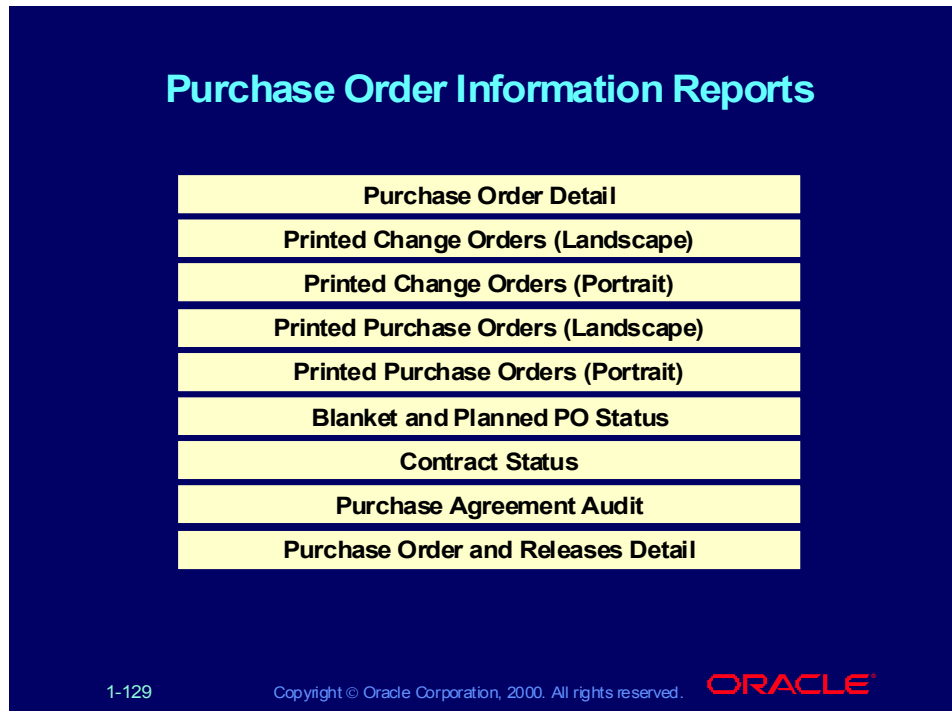 Purchase Order Information Reports
Purchase Order Detail
Printed Change Orders (Landscape)
Printed Change Orders (Portrait)
Printed Purchase Orders (Landscape)
Printed Purchase Orders (Portrait)
Blanket and Planned PO Status
Contract Status
Purchase Agreement Audit
Purchase Order and Releases Detail
1-129 Copyright © Oracle Corporation, 2000. All rights reserved. ORACLE®